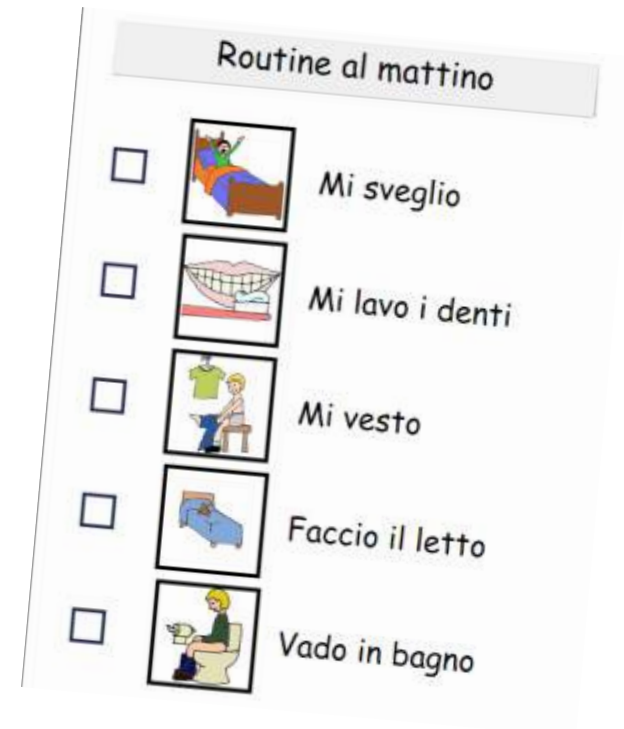 Routine al mattino
Mi sveglio
Mi lavo i denti
Mi vesto
Faccio il letto
Vado in bagno